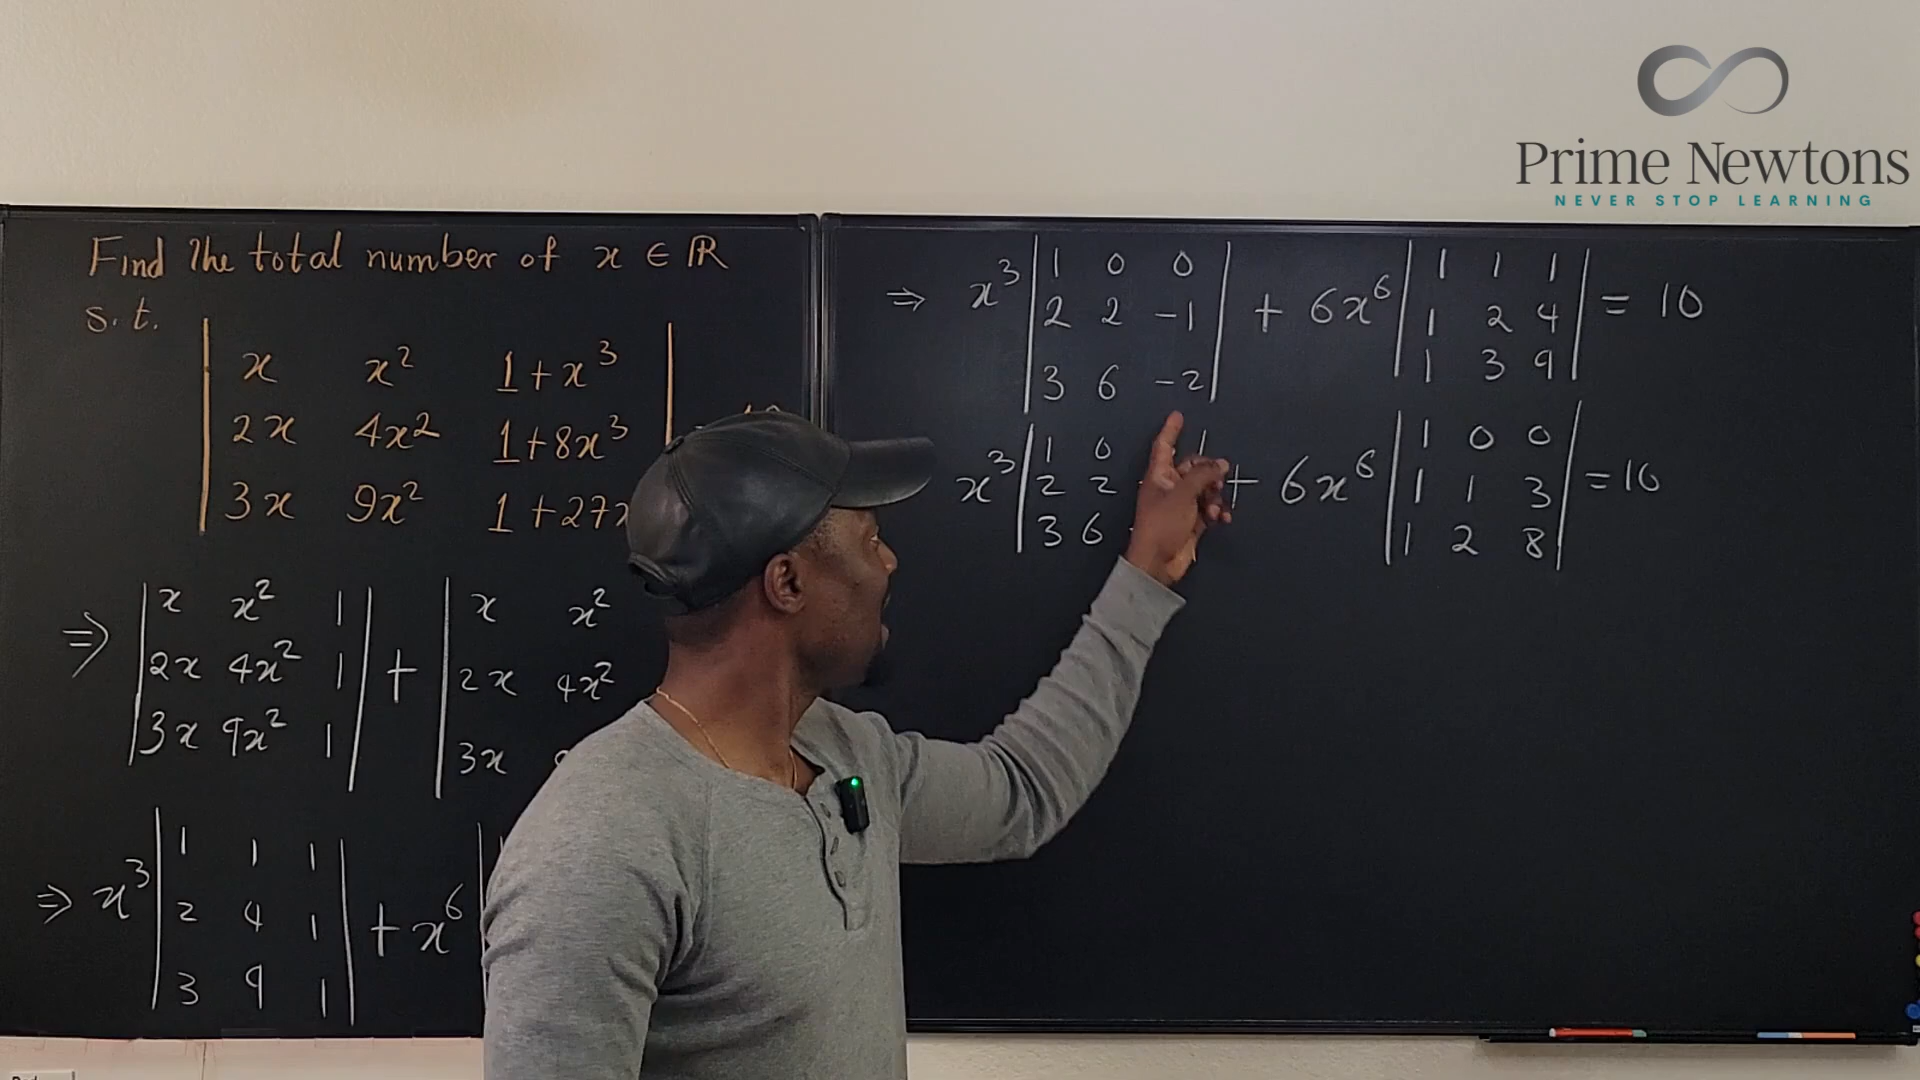 Prime Newtons
NEVER STOP LEARNING
Find the total number of x ∈ ℝ
s.t.
| x x² 1+x³ |
| 2x 4x² 1+8x³ |
| 3x 9x² 1+27x
⇒ | x x² 1 | + | x x²
| 2x 4x² 1 | | 2x 4x²
| 3x 9x² 1 | | 3x
⇒ x³ | 1 1 1 | + x⁶ |
| 2 4 1 |
| 3 9 1 |
⇒ x³ | 1 0 0 | + 6x⁶ | 1 1 1 | = 10
| 2 2 -1 | | 1 2 4 |
| 3 6 -2 | | 1 3 9 |
x³ | 1 0 + 6x⁶ | 1 0 0 | = 10
| 2 2 | 1 1 3 |
| 3 6 | 1 2 8 |